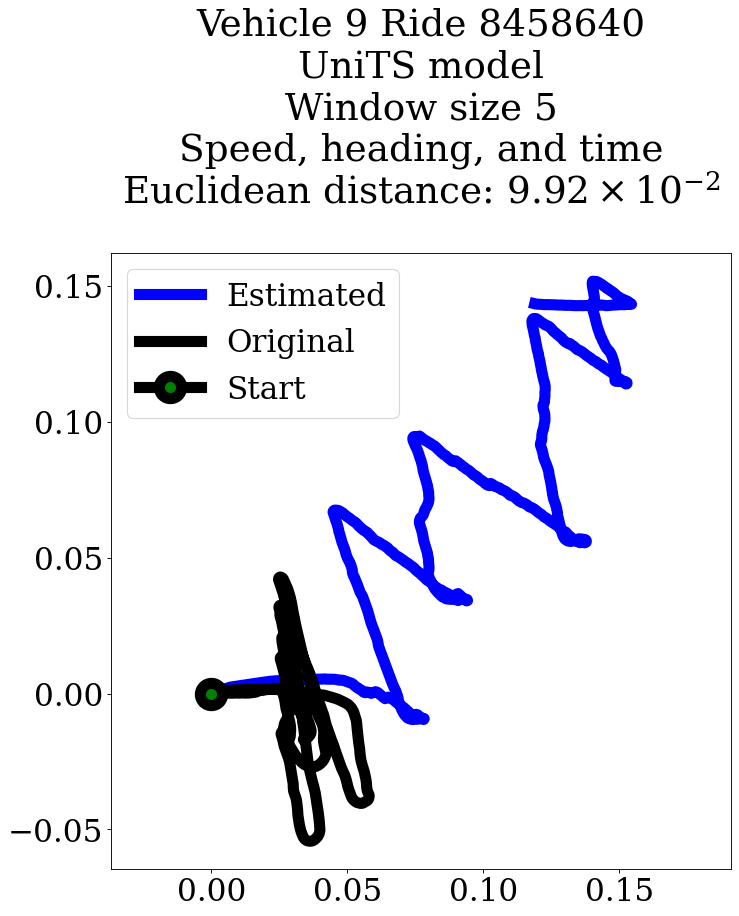 Vehicle 9 Ride 8458640
UniTS model
Window size 5
Speed, heading, and time
Euclidean distance: 9.92 × 10⁻²
0.15
Estimated
Original
Start
0.10
0.05
0.00
−0.05
0.00 0.05 0.10 0.15